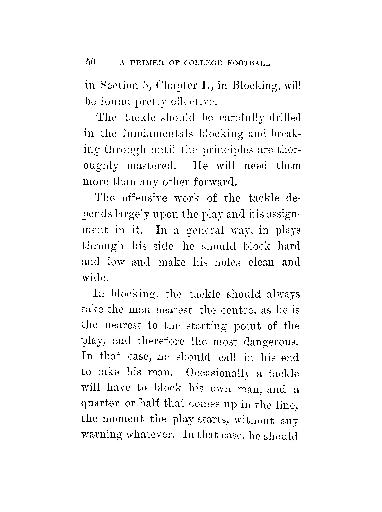 50 A PRIMER OF COLLEGE FOOTBALL
in Section 5, Chapter I., in Blocking, will
be found pretty effective.
The tackle should be carefully drilled
in the fundamentals blocking and break-
ing through until the principles are thor-
oughly mastered. He will need them
more than any other forward.
The offensive work of the tackle de-
pends largely upon the play and its assign-
ment in it. In a general way, in plays
through his side he should block hard
and low and make his holes clean and
wide.
In blocking, the tackle should always
take the man nearest the centre, as he is
the nearest to the starting point of the
play, and therefore the most dangerous.
In that case, he should call in his end
to take his man. Occasionally a tackle
will have to block his own man, and a
quarter or half that comes up in the line,
the moment the play starts, without any
warning whatever. In that case, he should